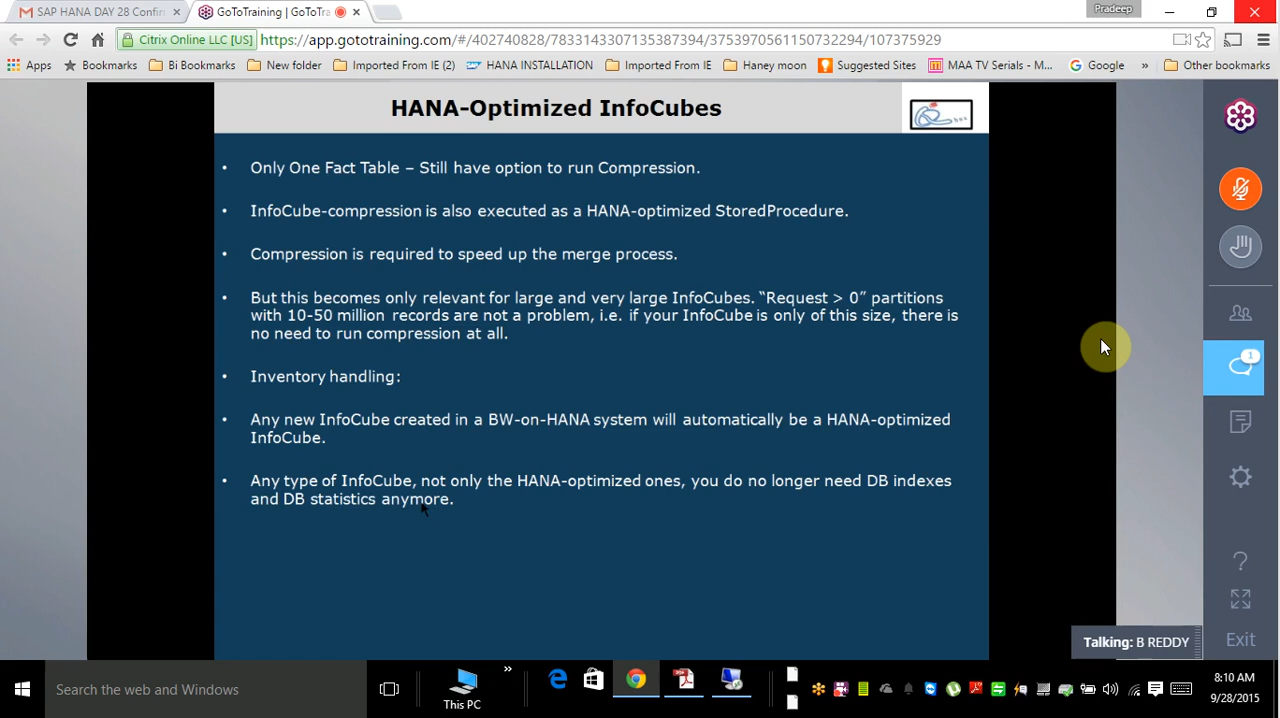 SAP HANA DAY 28 Confir
GoToTraining | GoToTra
Pradeep
Citrix Online LLC [US]
https://app.gototraining.com/#/402740828/7833143307135387394/3753970561150732294/107375929
Apps
Bookmarks
Bi Bookmarks
New folder
Imported From IE (2)
HANA INSTALLATION
Imported From IE
Haney moon
Suggested Sites
MAA TV Serials - M...
Google
»
Other bookmarks
HANA-Optimized InfoCubes
• Only One Fact Table – Still have option to run Compression.
• InfoCube-compression is also executed as a HANA-optimized StoredProcedure.
• Compression is required to speed up the merge process.
• But this becomes only relevant for large and very large InfoCubes. “Request > 0” partitions
with 10-50 million records are not a problem, i.e. if your InfoCube is only of this size, there is
no need to run compression at all.
• Inventory handling:
• Any new InfoCube created in a BW-on-HANA system will automatically be a HANA-optimized
InfoCube.
• Any type of InfoCube, not only the HANA-optimized ones, you do no longer need DB indexes
and DB statistics anymore.
1
?
Talking: B REDDY
Exit
Search the web and Windows
This PC
»
8:10 AM
9/28/2015